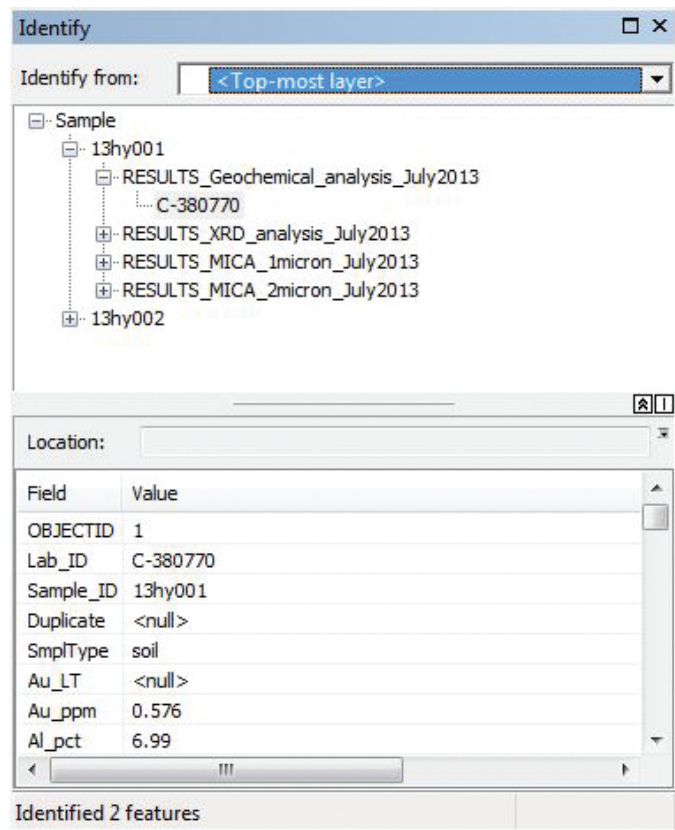 Identify
Identify from: <Top-most layer>
Sample
13hy001
RESULTS_Geochemical_analysis_July2013
C-380770
RESULTS_XRD_analysis_July2013
RESULTS_MICA_1micron_July2013
RESULTS_MICA_2micron_July2013
13hy002
Location:
Field Value
OBJECTID 1
Lab_ID C-380770
Sample_ID 13hy001
Duplicate <null>
SmplType soil
Au_LT <null>
Au_ppm 0.576
Al_pct 6.99
Identified 2 features